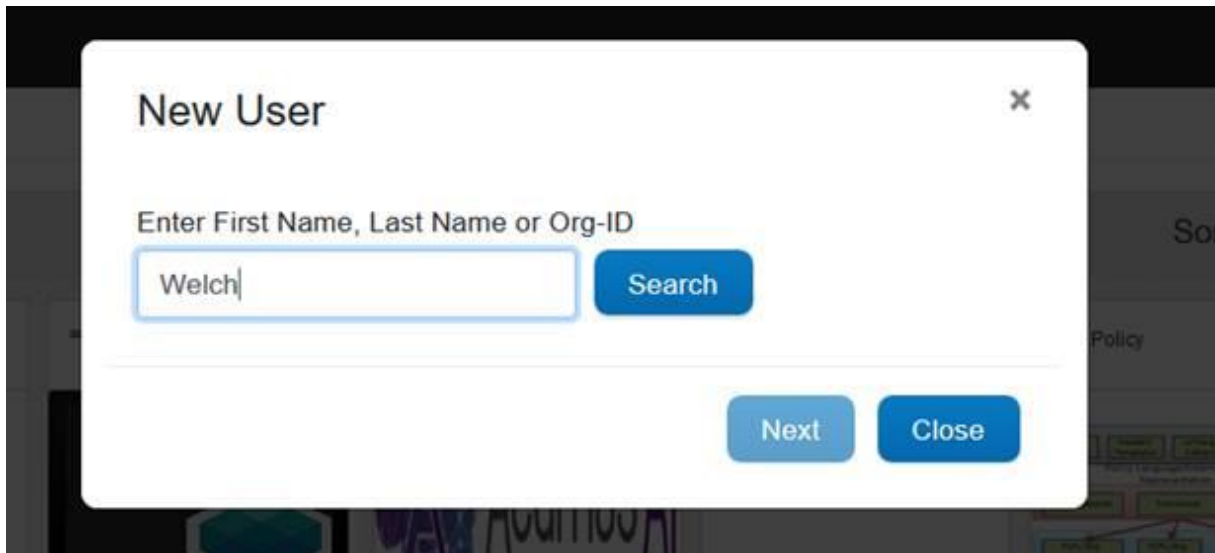 New User
×
Enter First Name, Last Name or Org-ID
Welch
Search
Next
Close
Policy